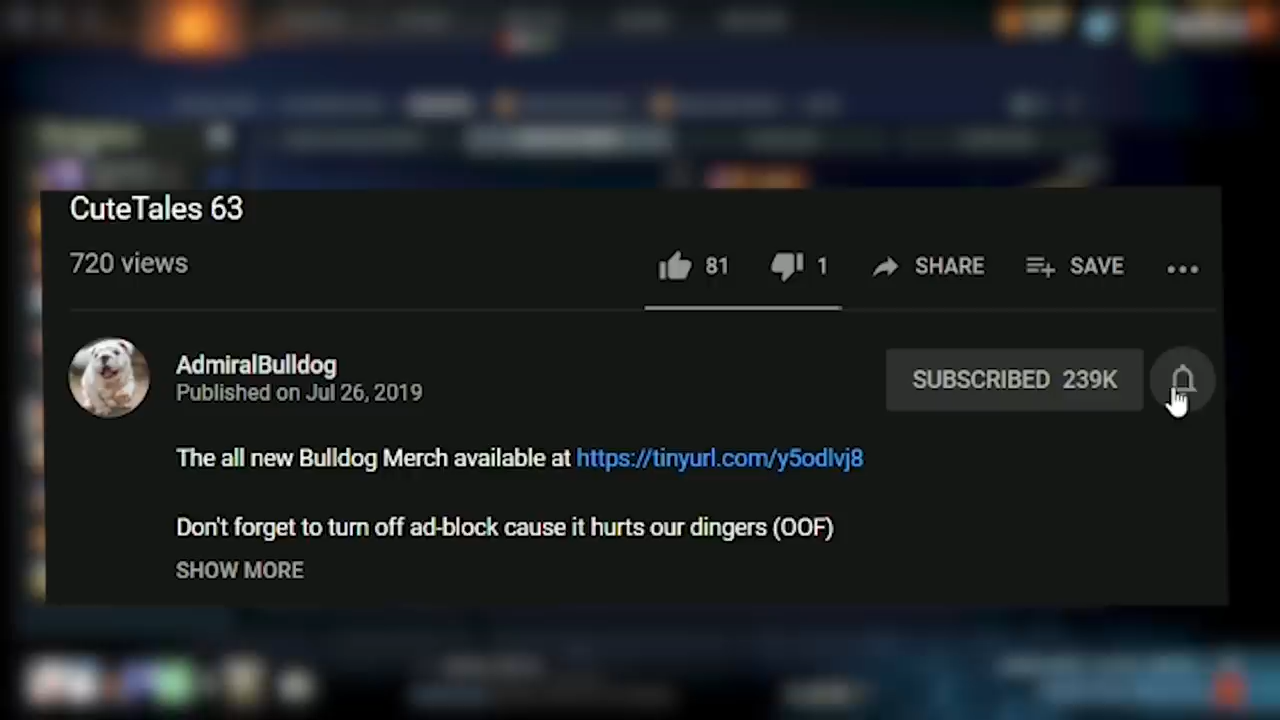 CuteTales 63
720 views
81
1
SHARE
SAVE
AdmiralBulldog
Published on Jul 26, 2019
SUBSCRIBED 239K
The all new Bulldog Merch available at https://tinyurl.com/y5odlvj8
Don't forget to turn off ad-block cause it hurts our dingers (OOF)
SHOW MORE